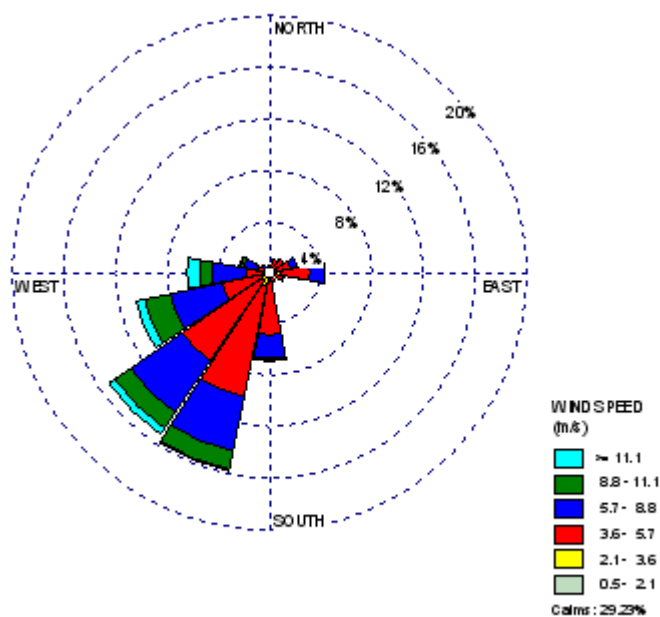 NORTH
20%
16%
12%
8%
4%
WEST
EAST
SOUTH
WIND SPEED
(m/s)
>= 11.1
8.8 - 11.1
5.7 - 8.8
3.6 - 5.7
2.1 - 3.6
0.5 - 2.1
Calms: 29.23%